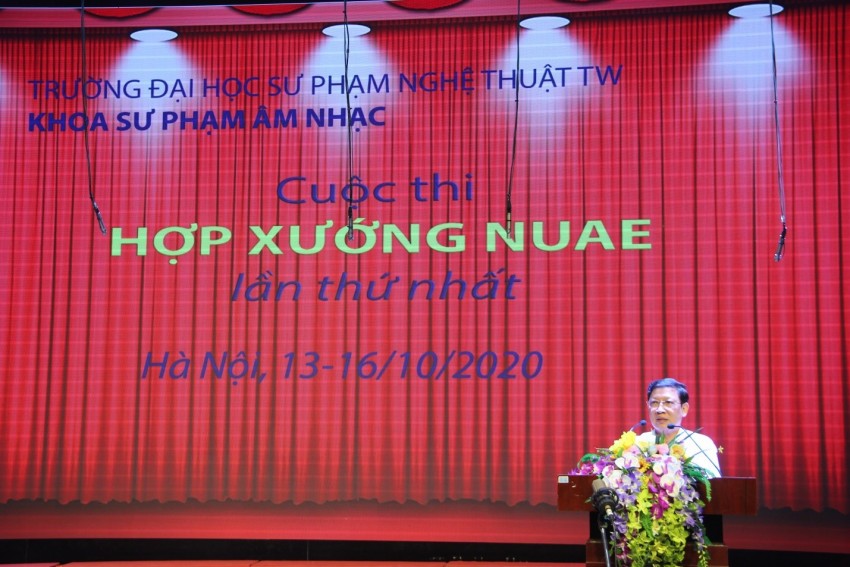 TRƯỜNG ĐẠI HỌC SƯ PHẠM NGHỆ THUẬT TW
KHOA SƯ PHẠM ÂM NHẠC
Cuộc thi
HỢP XƯỚNG NUAE
lần thứ nhất
Hà Nội, 13-16/10/2020